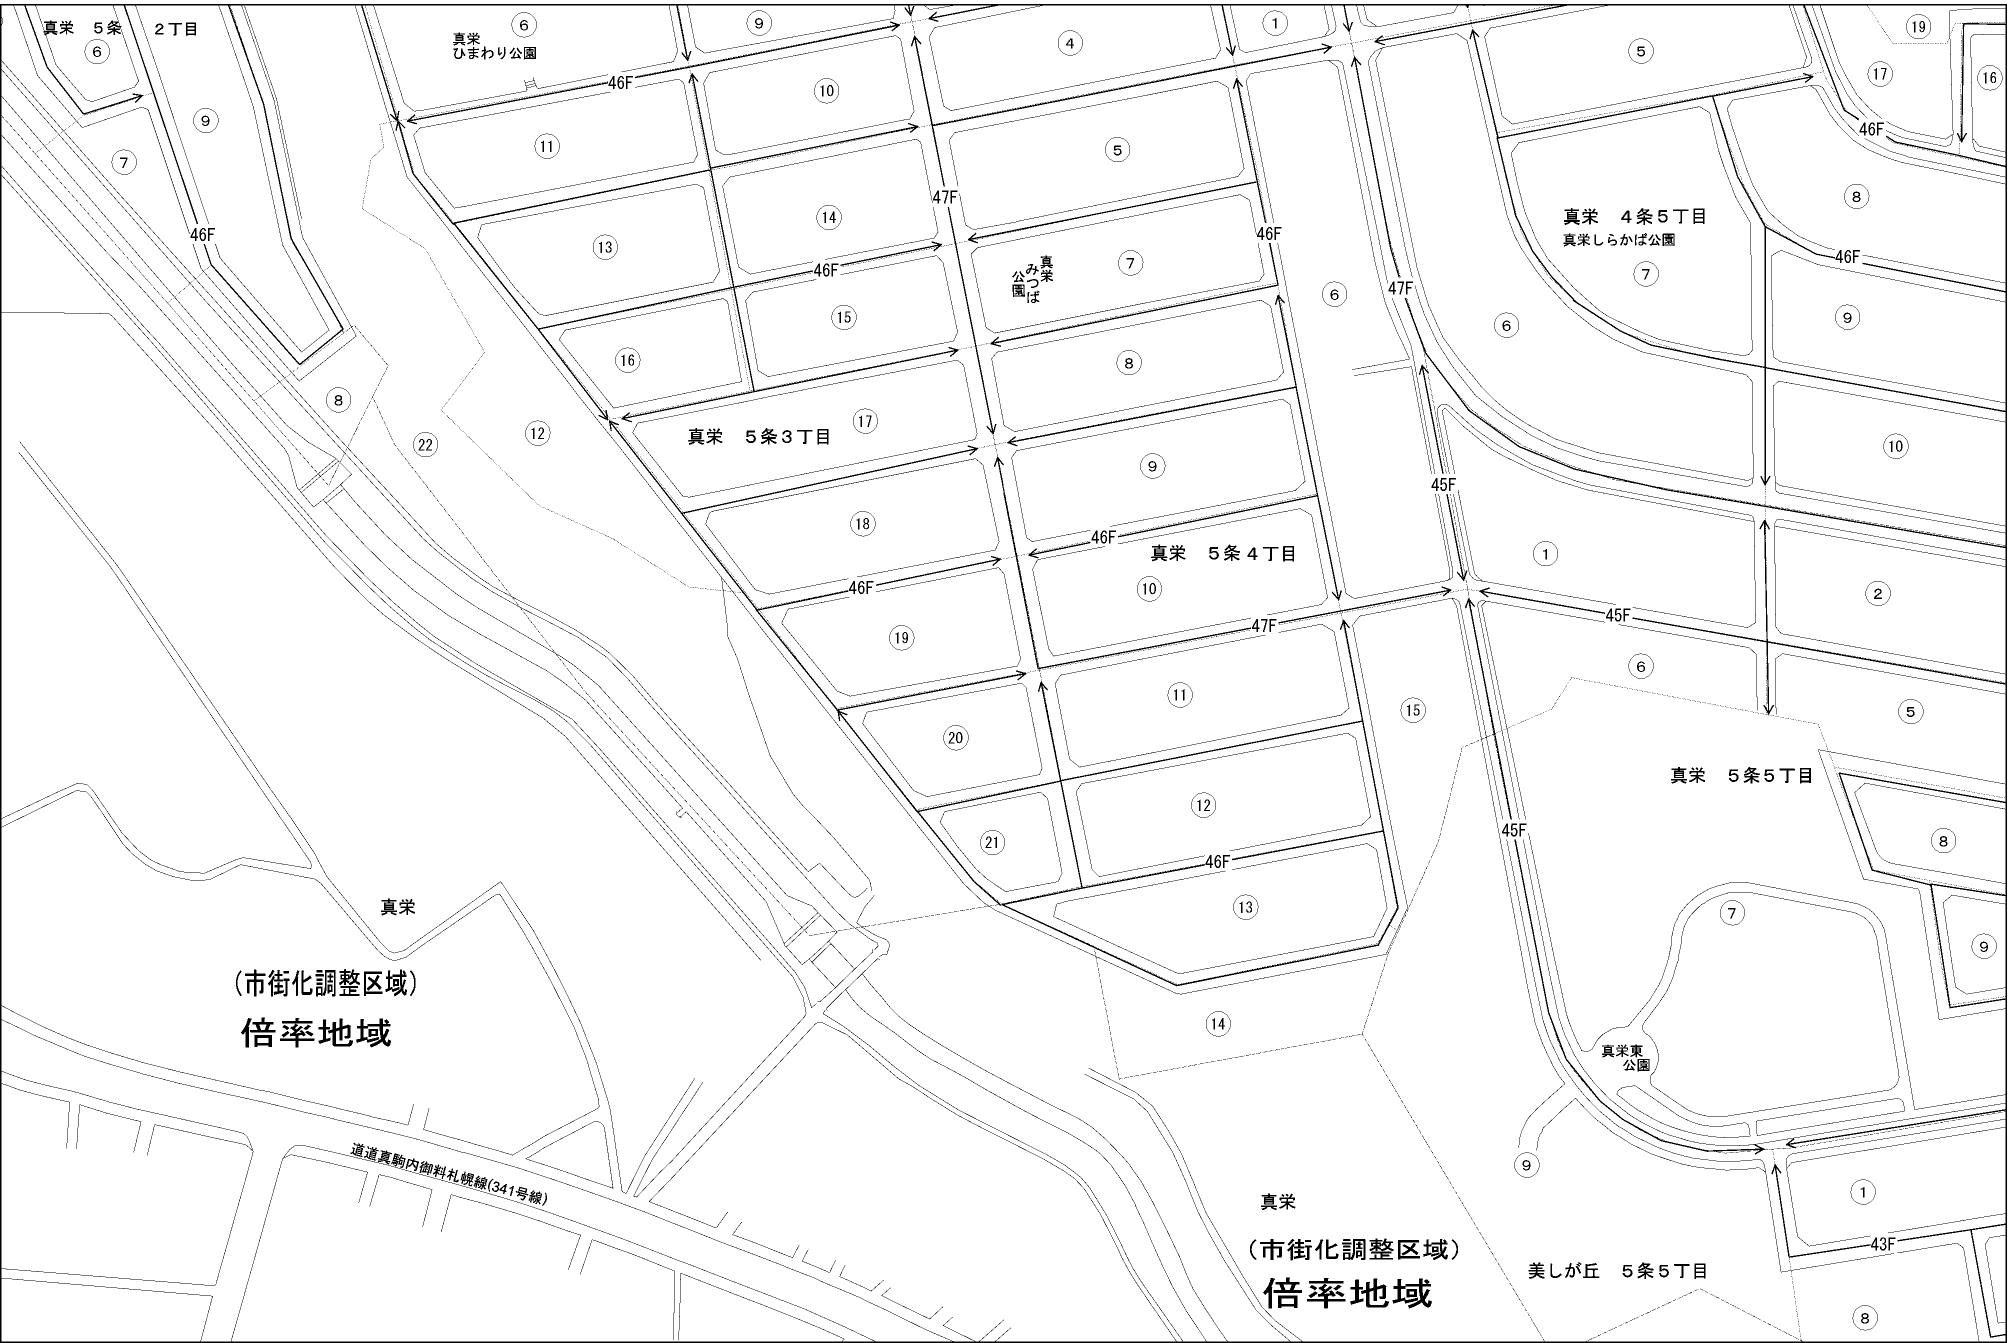 真栄　５条　２丁目
6
真栄
ひまわり公園
6
9
4
1
5
19
17
16
46F
46F
9
7
10
11
5
8
47F
14
13
46F
46F
46F
真栄　４条５丁目
真栄しらかば公園
7
46F
真栄
みつば
公園
7
6
47F
15
16
8
6
9
8
22
12
真栄　５条３丁目
17
9
45F
10
18
46F
真栄　５条４丁目
1
46F
10
2
19
47F
45F
6
11
15
5
20
真栄　５条５丁目
12
45F
8
21
46F
13
7
9
真栄
(市街化調整区域)
倍率地域
14
真栄東
公園
道道真駒内御料札幌線(341号線)
9
1
真栄
(市街化調整区域)
倍率地域
43F
美しが丘　５条５丁目
8